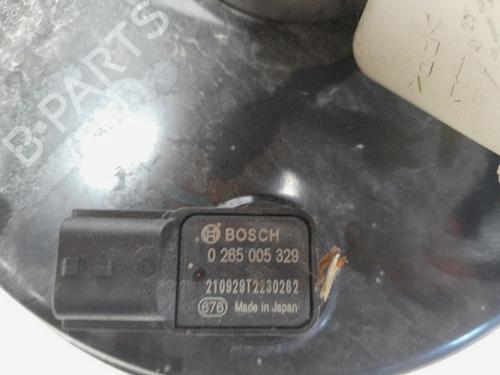 B-PARTS
BOSCH
0 265 005 329
210929T2230262
676 Made in Japan